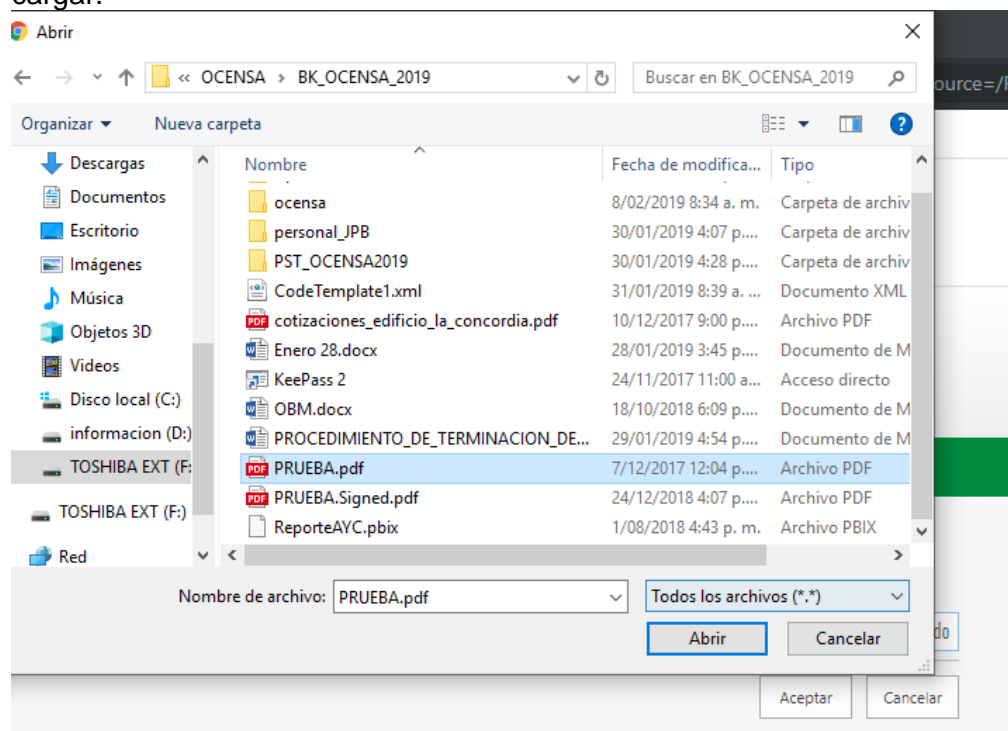 cargar.
Abrir
« OCENSA > BK_OCENSA_2019 Buscar en BK_OCENSA_2019
ource=/
Organizar Nueva carpeta
Nombre Fecha de modifica... Tipo
Descargas
Documentos
Escritorio
Imágenes
Música
Objetos 3D
Videos
Disco local (C:)
informacion (D:)
TOSHIBA EXT (F:
TOSHIBA EXT (F:)
Red
ocensa 8/02/2019 8:34 a. m. Carpeta de archiv
personal_JPB 30/01/2019 4:07 p.... Carpeta de archiv
PST_OCENSA2019 30/01/2019 4:28 p.... Carpeta de archiv
CodeTemplate1.xml 31/01/2019 8:39 a. ... Documento XML
cotizaciones_edificio_la_concordia.pdf 10/12/2017 9:00 p.... Archivo PDF
Enero 28.docx 28/01/2019 3:45 p.... Documento de M
KeePass 2 24/11/2017 11:00 a... Acceso directo
OBM.docx 18/10/2018 6:09 p.... Documento de M
PROCEDIMIENTO_DE_TERMINACION_DE... 29/01/2019 4:54 p.... Documento de M
PRUEBA.pdf 7/12/2017 12:04 p.... Archivo PDF
PRUEBA.Signed.pdf 24/12/2018 4:07 p.... Archivo PDF
ReporteAYC.pbix 1/08/2018 4:43 p. m. Archivo PBIX
Nombre de archivo: PRUEBA.pdf Todos los archivos (*.*)
Abrir Cancelar
do
Aceptar Cancelar